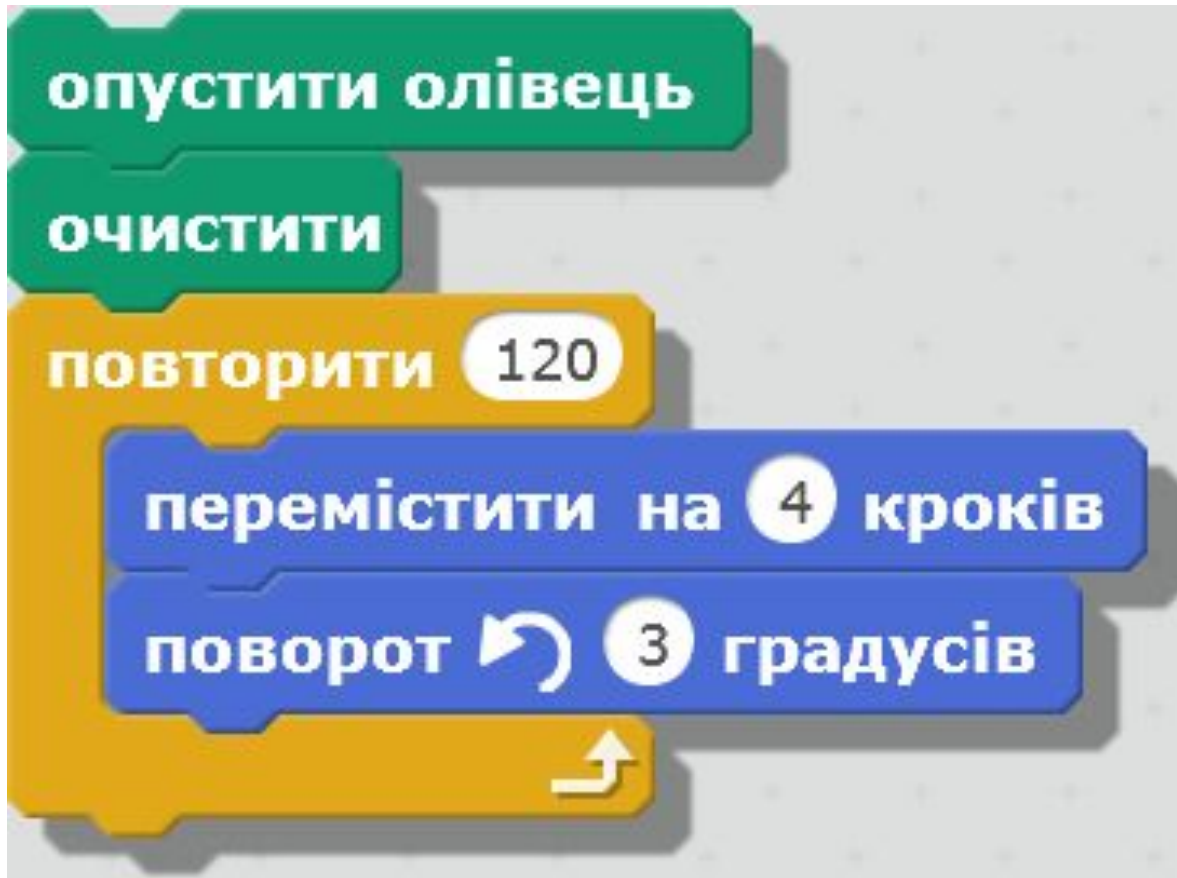 опустити олівець
очистити
повторити 120
перемістити на 4 кроків
поворот 3 градусів